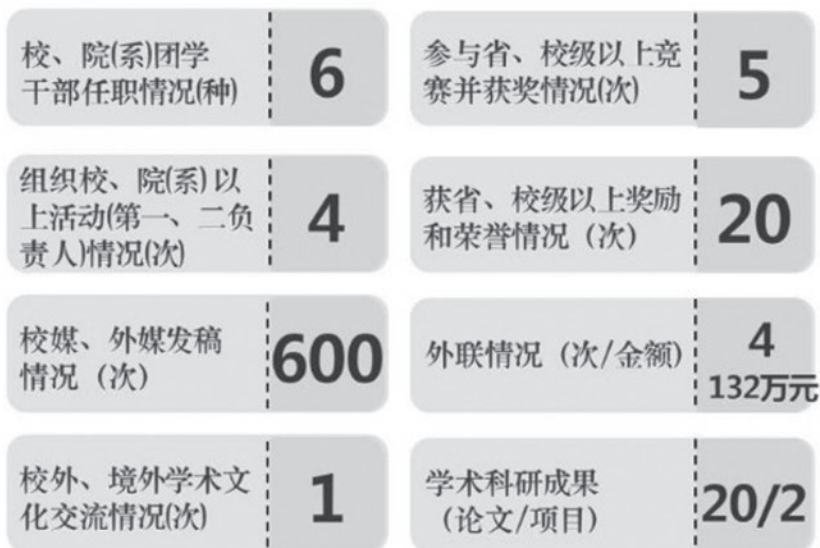 校、院(系)团学
干部任职情况(种)
6
参与省、校级以上竞
赛并获奖情况(次)
5
组织校、院(系)以
上活动(第一、二负
责人)情况(次)
4
获省、校级以上奖励
和荣誉情况（次）
20
校媒、外媒发稿
情况（次）
600
外联情况（次/金额）
4
132万元
校外、境外学术文
化交流情况(次)
1
学术科研成果
（论文/项目）
20/2